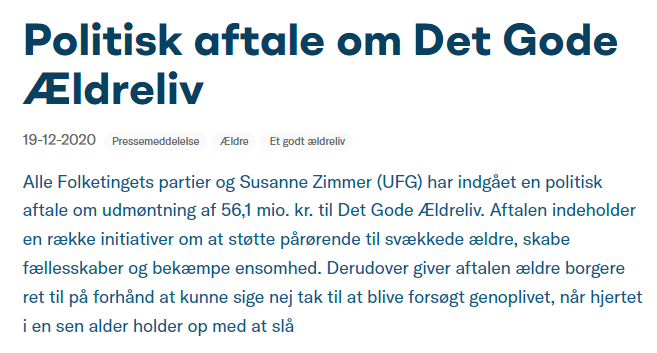 Politisk aftale om Det Gode
Ældreliv
19-12-2020 Pressemeddelelse Ældre Et godt ældreliv
Alle Folketingets partier og Susanne Zimmer (UFG) har indgået en politisk
aftale om udmøntning af 56,1 mio. kr. til Det Gode Ældreliv. Aftalen indeholder
en række initiativer om at støtte pårørende til svækkede ældre, skabe
fællesskaber og bekæmpe ensomhed. Derudover giver aftalen ældre borgere
ret til på forhånd at kunne sige nej tak til at blive forsøgt genoplivet, når hjertet
i en sen alder holder op med at slå